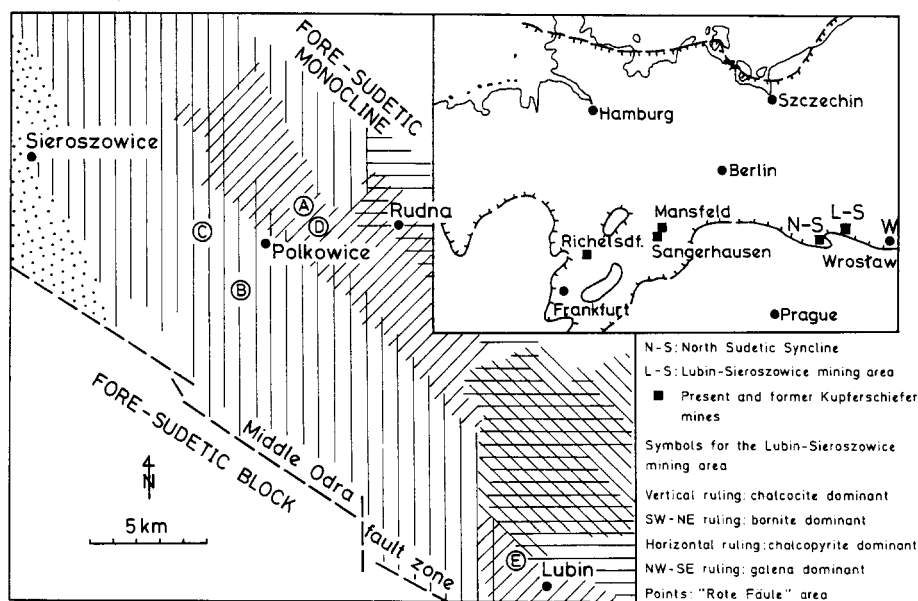 FORE-SUDETIC
MONOCLINE
Sieroszowice
A
D
Rudna
C
Polkowice
B
FORE-SUDETIC BLOCK
Middle Odra
fault zone
N
5km
E
Lubin
Szczechin
Hamburg
Berlin
Mansfeld
N-S
L-S
W
Richelsdf.
Sangerhausen
Wrosław
Frankfurt
Prague
N-S: North Sudetic Syncline
L-S: Lubin-Sieroszowice mining area
■ Present and former Kupferschiefer
mines
Symbols for the Lubin-Sieroszowice
mining area
Vertical ruling: chalcocite dominant
SW-NE ruling: bornite dominant
Horizontal ruling: chalcopyrite dominant
NW-SE ruling: galena dominant
Points: "Rote Fäule" area